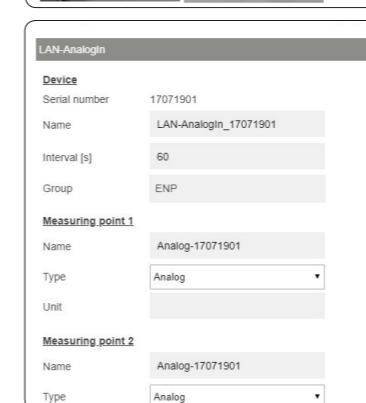 LAN-AnalogIn
Device
Serial number 17071901
Name LAN-AnalogIn_17071901
Interval [s] 60
Group ENP
Measuring point 1
Name Analog-17071901
Type Analog
Unit
Measuring point 2
Name Analog-17071901
Type Analog